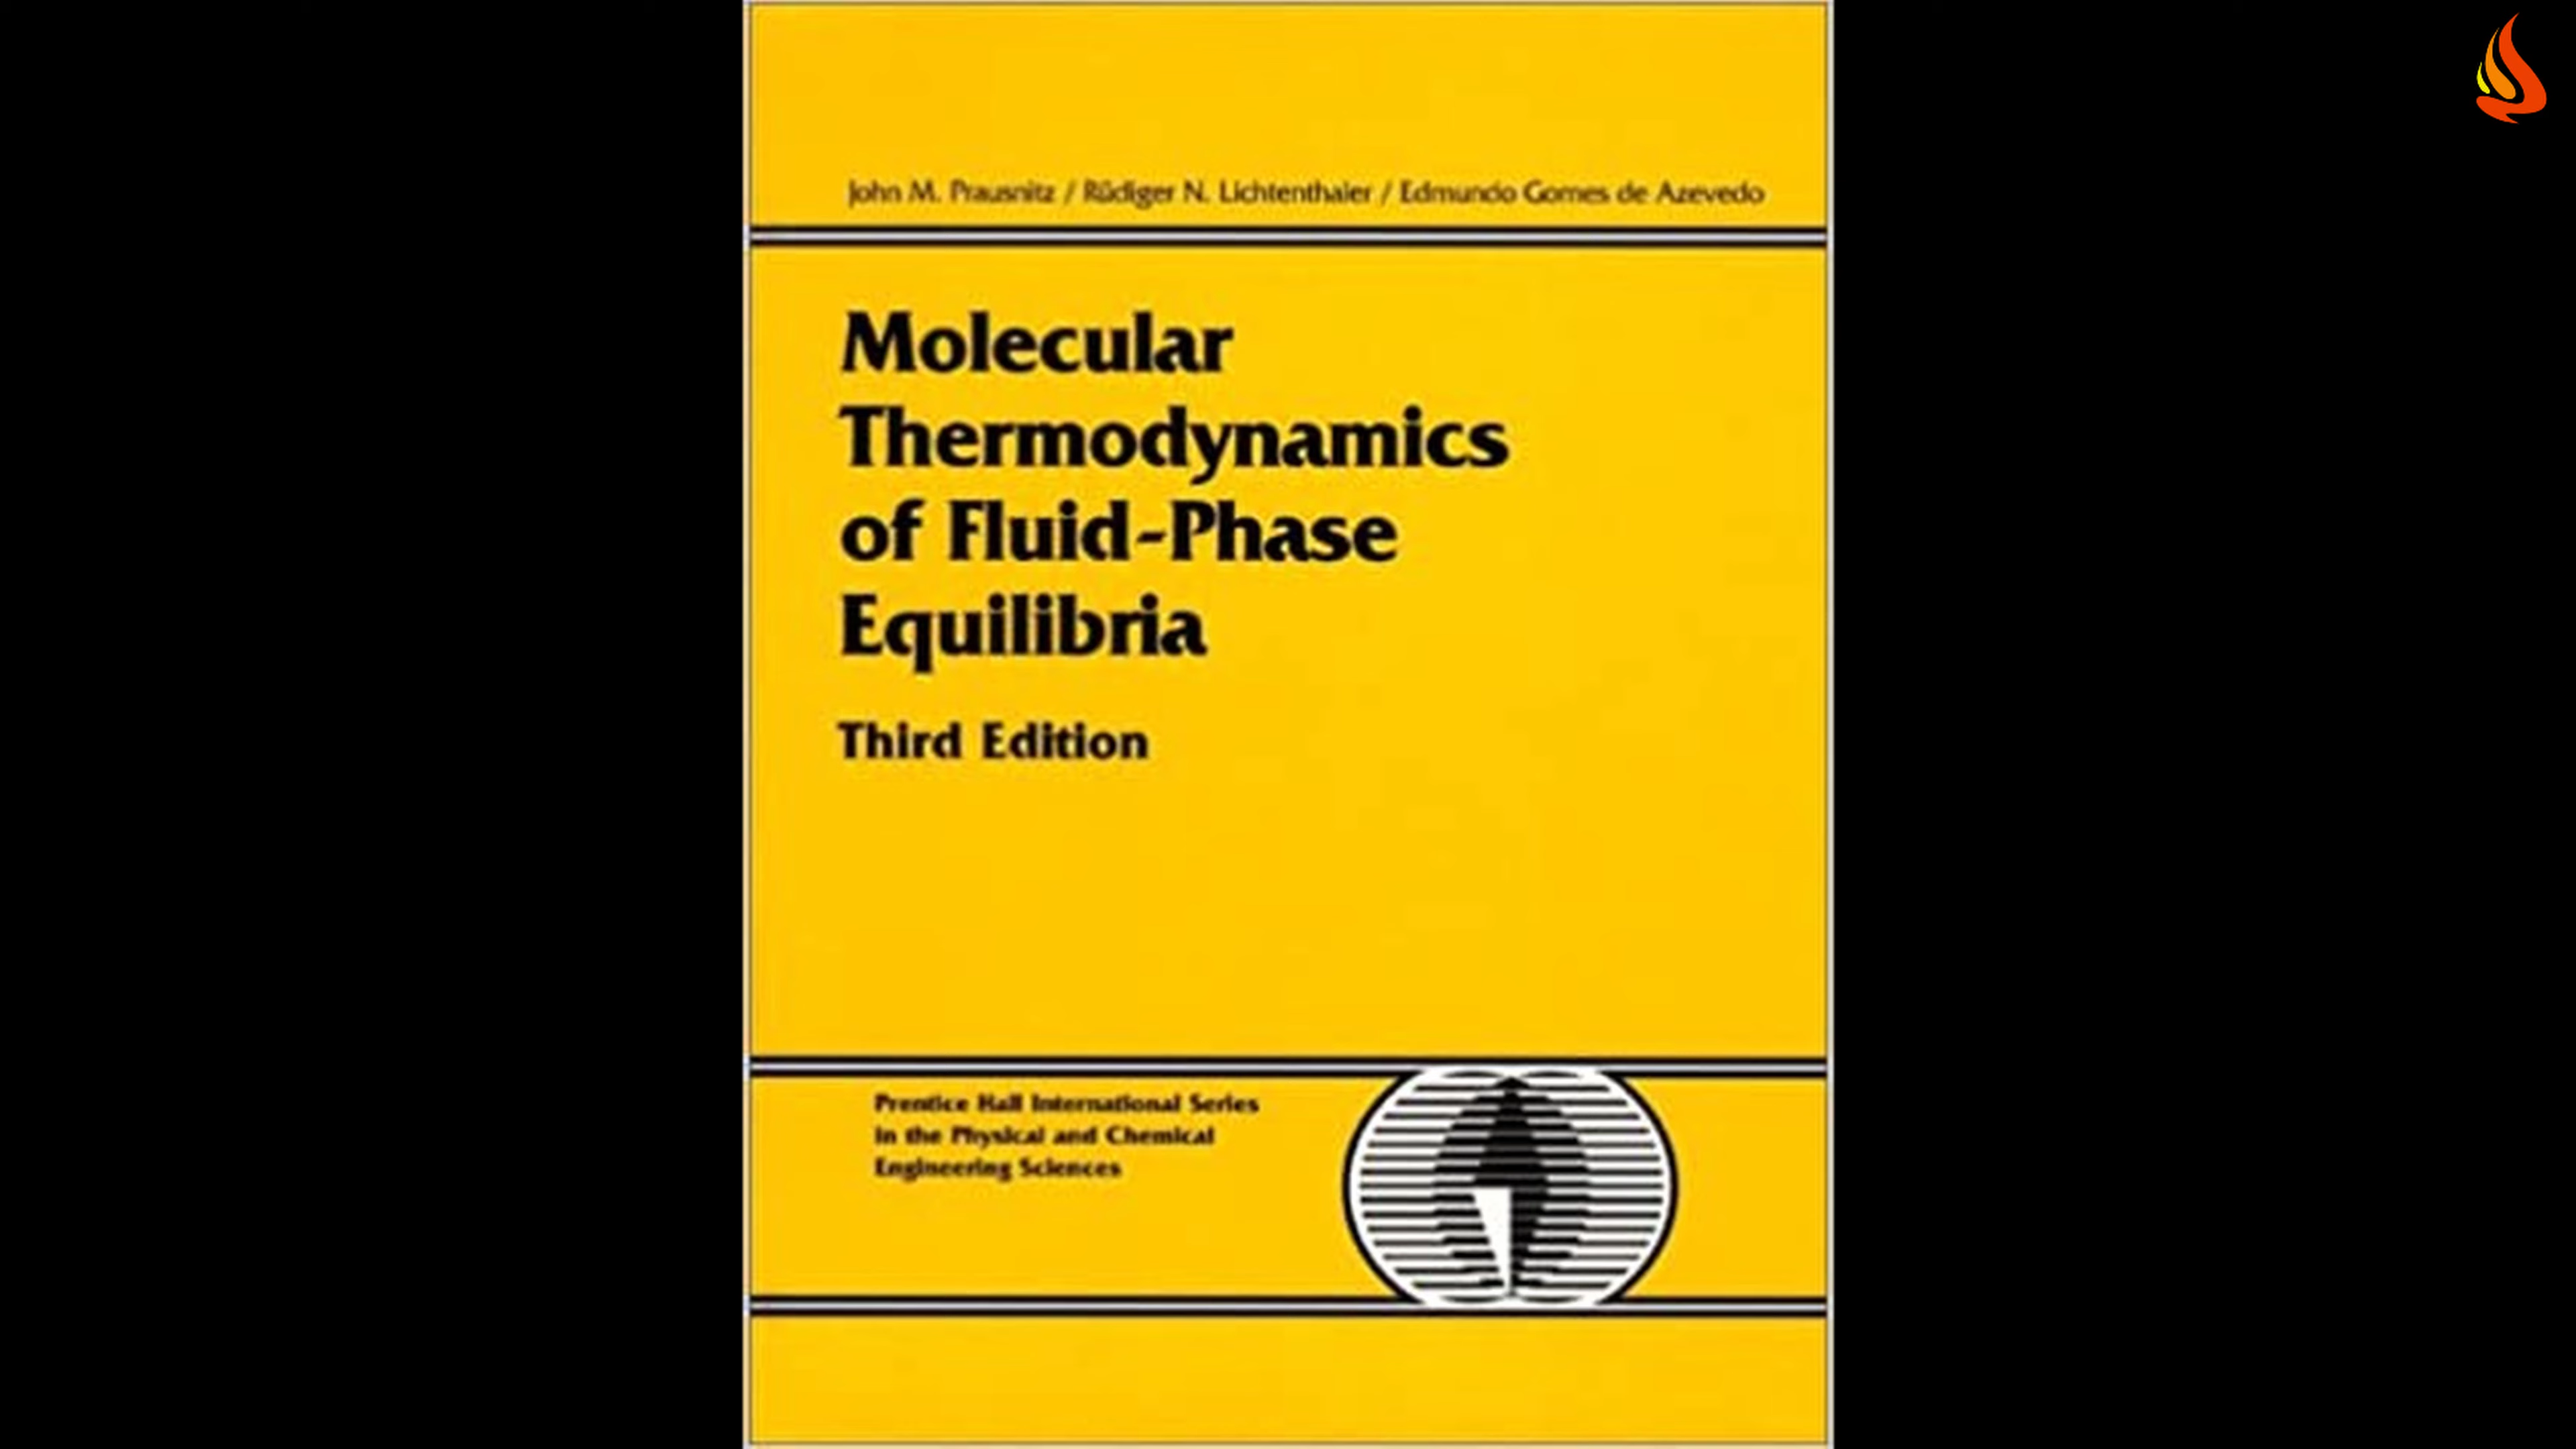 John M. Prausnitz / Rüdiger N. Lichtenthaler / Edmundo Gomes de Azevedo
Molecular
Thermodynamics
of Fluid-Phase
Equilibria
Third Edition
Prentice Hall International Series
in the Physical and Chemical
Engineering Sciences